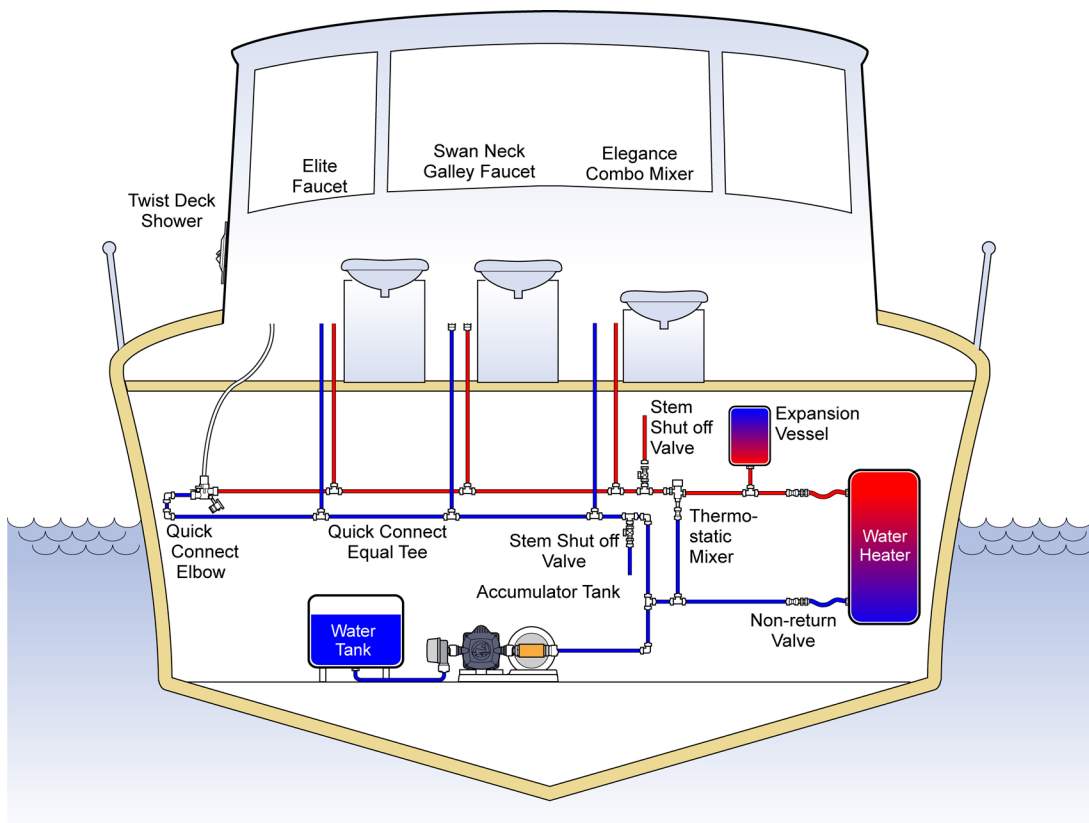 Elite
Faucet
Swan Neck
Galley Faucet
Elegance
Combo Mixer
Twist Deck
Shower
Stem
Shut off
Valve
Expansion
Vessel
Quick
Connect
Elbow
Quick Connect
Equal Tee
Stem Shut off
Valve
Thermo-
static
Mixer
Water
Heater
Accumulator Tank
Non-return
Valve
Water
Tank